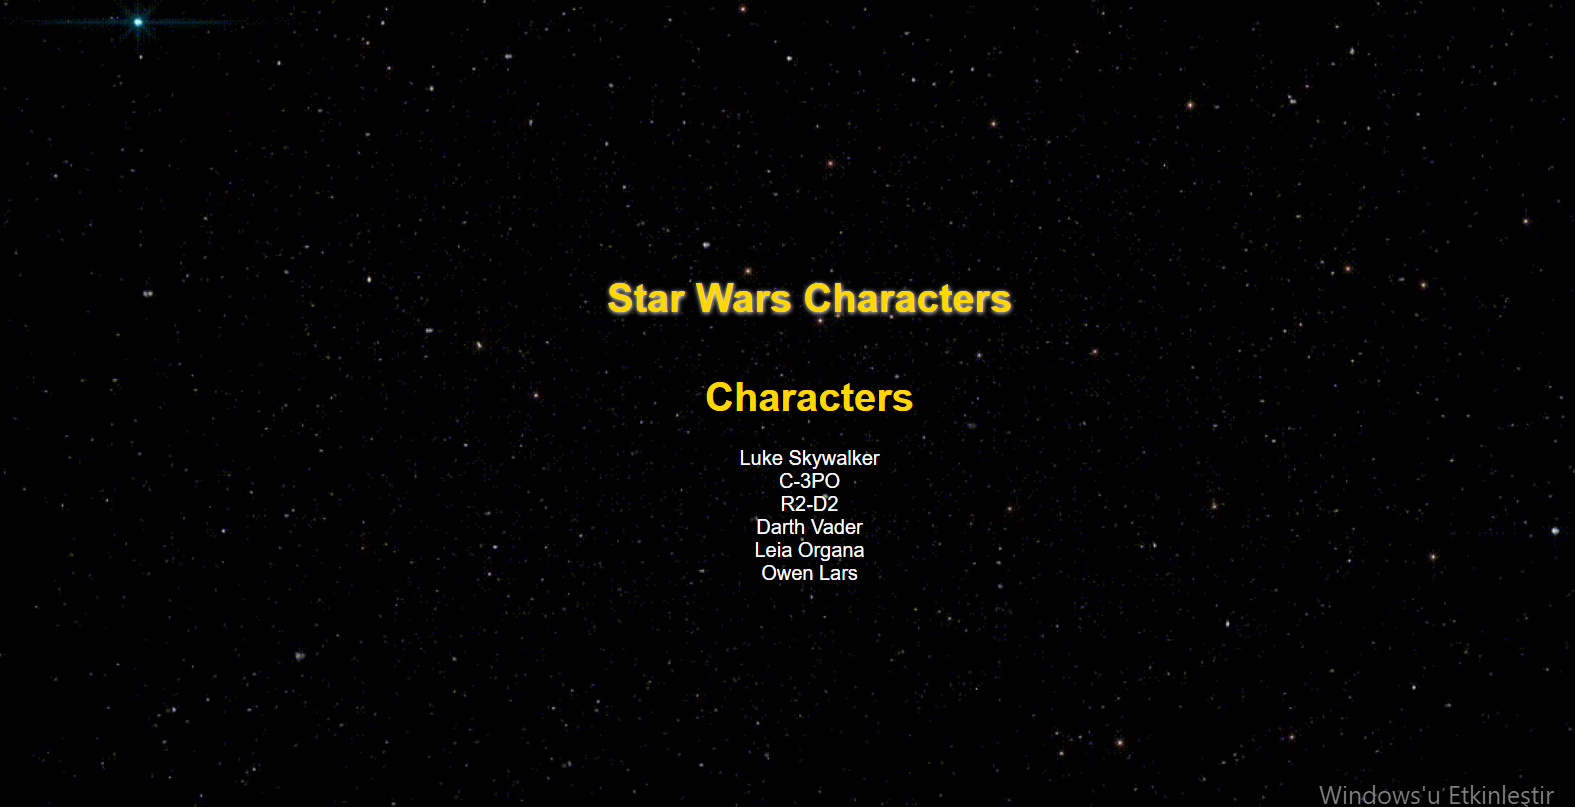 Star Wars Characters
Characters
Luke Skywalker
C-3PO
R2-D2
Darth Vader
Leia Organa
Owen Lars
Windows'u Etkinleştir